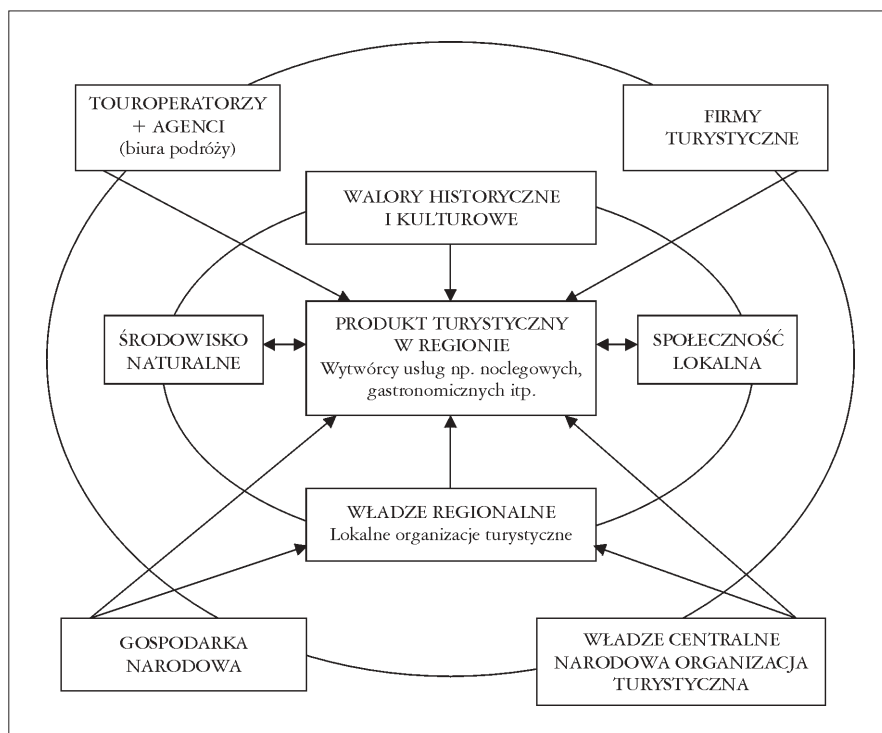 TOUROPERATORZY
+ AGENCI
(biura podróży)
FIRMY
TURYSTYCZNE
WALORY HISTORYCZNE
I KULTUROWE
ŚRODOWISKO
NATURALNE
PRODUKT TURYSTYCZNY
W REGIONIE
Wytwórcy usług np. noclegowych,
gastronomicznych itp.
SPOŁECZNOŚĆ
LOKALNA
WŁADZE REGIONALNE
Lokalne organizacje turystyczne
GOSPODARKA
NARODOWA
WŁADZE CENTRALNE
NARODOWA ORGANIZACJA
TURYSTYCZNA